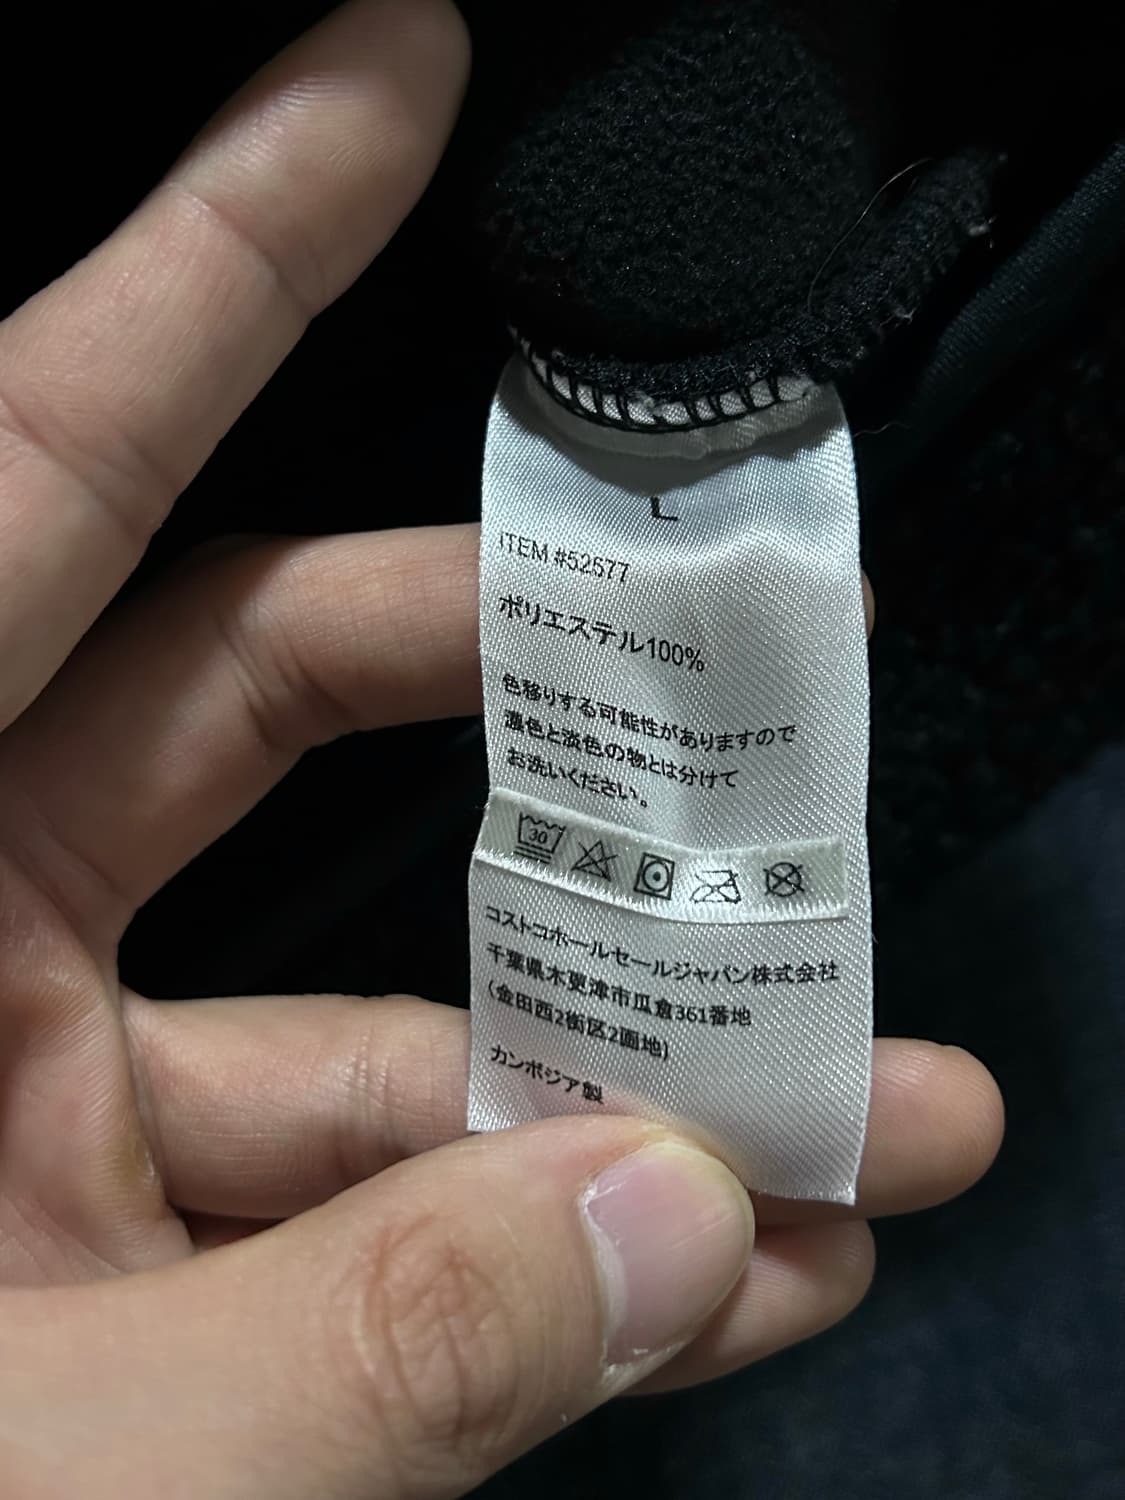 L
ITEM #52577
ポリエステル100%
色移りする可能性がありますので
濃色と淡色の物とは分けて
お洗いください。
30
コストコホールセールジャパン株式会社
千葉県木更津市瓜倉361番地
(金田西2街区2画地)
カンボジア製